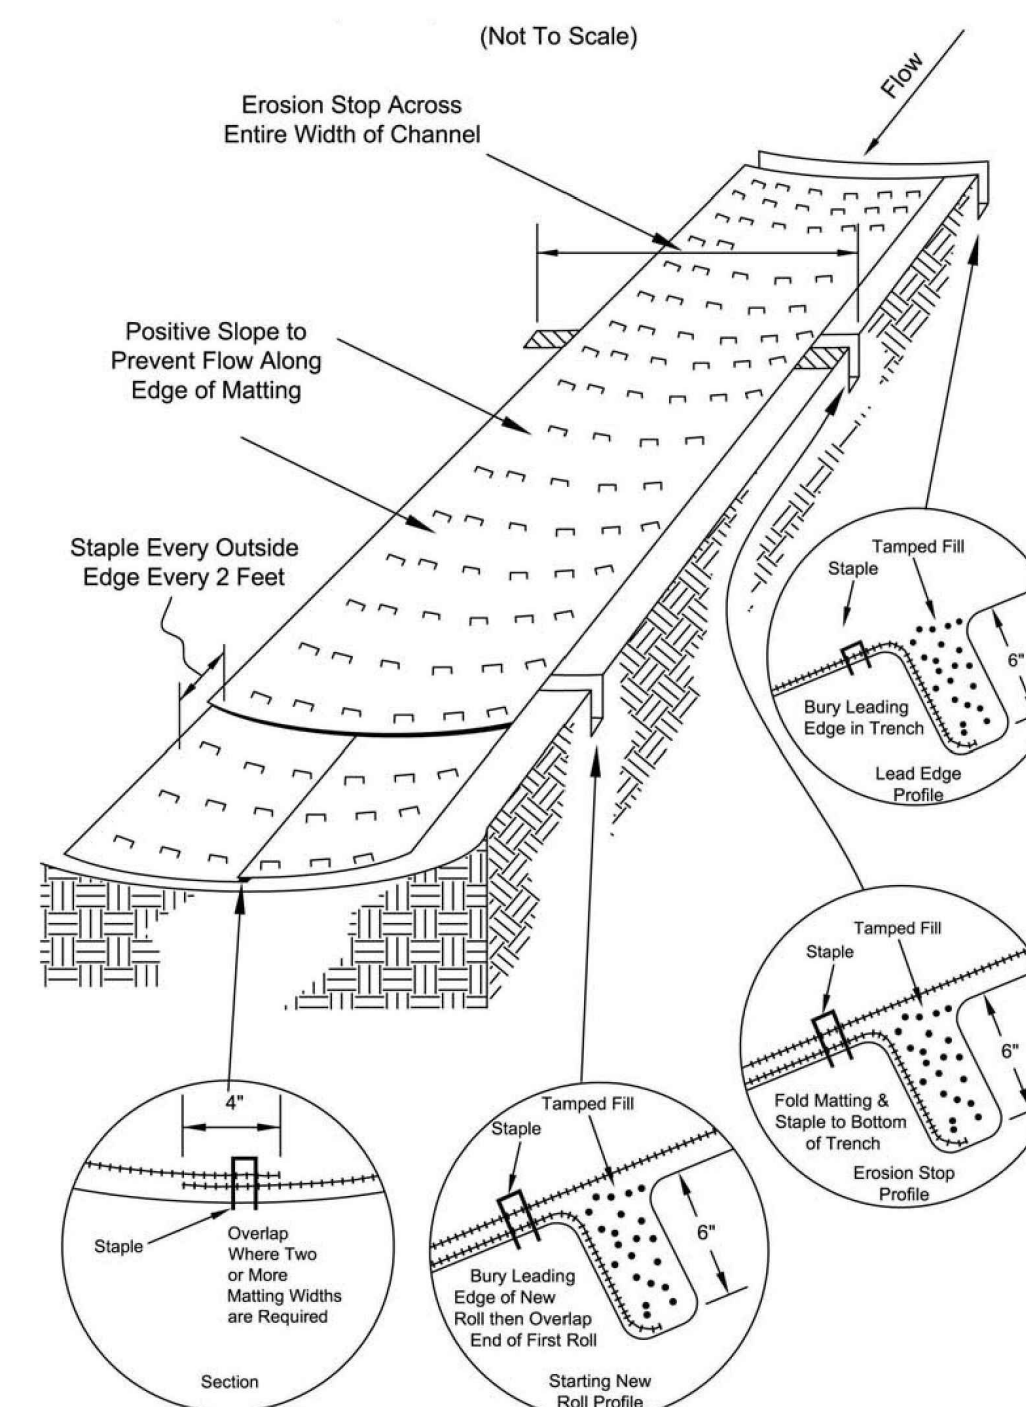 (Not To Scale)
Flow
Erosion Stop Across
Entire Width of Channel
Positive Slope to
Prevent Flow Along
Edge of Matting
Staple Every Outside
Edge Every 2 Feet
Tamped Fill
Staple
6"
Bury Leading
Edge in Trench
Lead Edge
Profile
Tamped Fill
Staple
6"
Fold Matting &
Staple to Bottom
of Trench
Erosion Stop
Profile
4"
Staple
Overlap
Where Two
or More
Matting Widths
are Required
Section
Tamped Fill
Staple
6"
Bury Leading
Edge of New
Roll then Overlap
End of First Roll
Starting New
Roll Profile